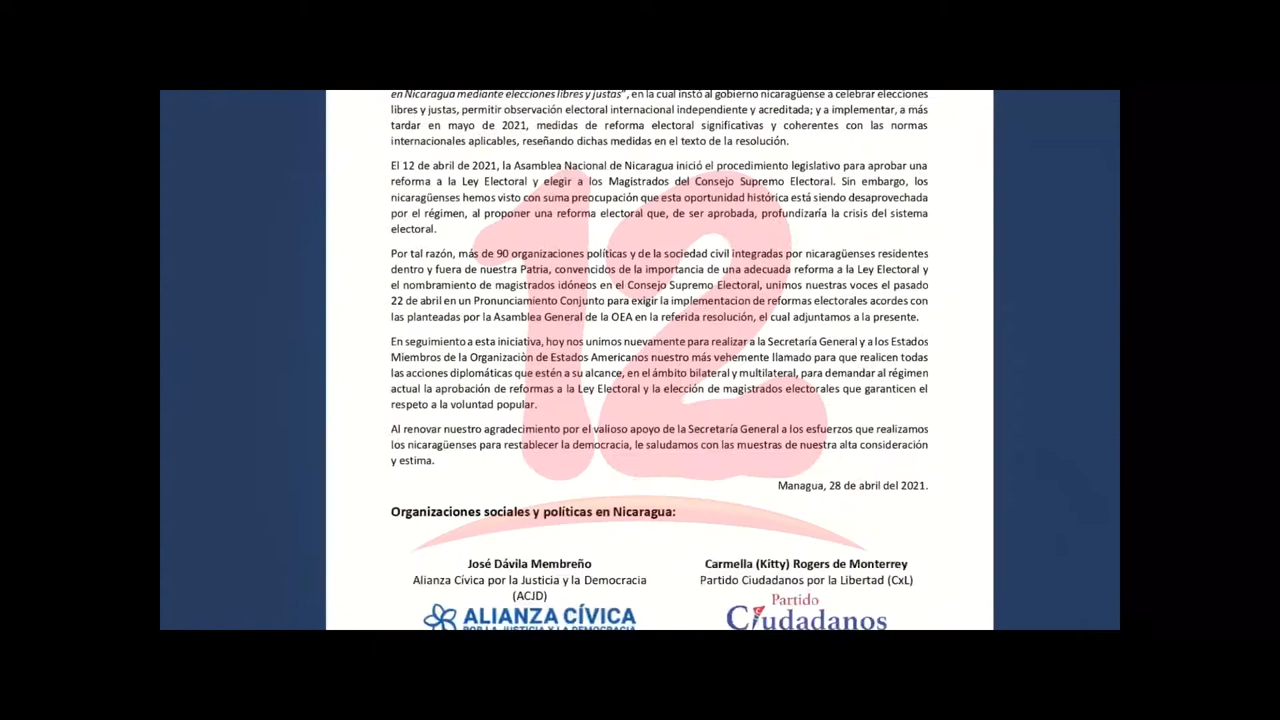 en Nicaragua mediante elecciones libres y justas", en la cual instó al gobierno nicaragüense a celebrar elecciones
libres y justas, permitir observación electoral internacional independiente y acreditada; y a implementar, a más
tardar en mayo de 2021, medidas de reforma electoral significativas y coherentes con las normas
internacionales aplicables, reseñando dichas medidas en el texto de la resolución.
El 12 de abril de 2021, la Asamblea Nacional de Nicaragua inició el procedimiento legislativo para aprobar una
reforma a la Ley Electoral y elegir a los Magistrados del Consejo Supremo Electoral. Sin embargo, los
nicaragüenses hemos visto con suma preocupación que esta oportunidad histórica está siendo desaprovechada
por el régimen, al proponer una reforma electoral que, de ser aprobada, profundizaría la crisis del sistema
electoral.
Por tal razón, más de 90 organizaciones políticas y de la sociedad civil integradas por nicaragüenses residentes
dentro y fuera de nuestra Patria, convencidos de la importancia de una adecuada reforma a la Ley Electoral y
el nombramiento de magistrados idóneos en el Consejo Supremo Electoral, unimos nuestras voces el pasado
22 de abril en un Pronunciamiento Conjunto para exigir la implementacion de reformas electorales acordes con
las planteadas por la Asamblea General de la OEA en la referida resolución, el cual adjuntamos a la presente.
En seguimiento a esta iniciativa, hoy nos unimos nuevamente para realizar a la Secretaría General y a los Estados
Miembros de la Organización de Estados Americanos nuestro más vehemente llamado para que realicen todas
las acciones diplomáticas que estén a su alcance, en el ámbito bilateral y multilateral, para demandar al régimen
actual la aprobación de reformas a la Ley Electoral y la elección de magistrados electorales que garanticen el
respeto a la voluntad popular.
Al renovar nuestro agradecimiento por el valioso apoyo de la Secretaría General a los esfuerzos que realizamos
los nicaragüenses para restablecer la democracia, le saludamos con las muestras de nuestra alta consideración
y estima.
12
Managua, 28 de abril del 2021.
Organizaciones sociales y políticas en Nicaragua:
José Dávila Membreño
Alianza Cívica por la Justicia y la Democracia
(ACJD)
ALIANZA CÍVICA
POR LA JUSTICIA Y LA DEMOCRACIA
Carmella (Kitty) Rogers de Monterrey
Partido Ciudadanos por la Libertad (CxL)
Partido
Ciudadanos